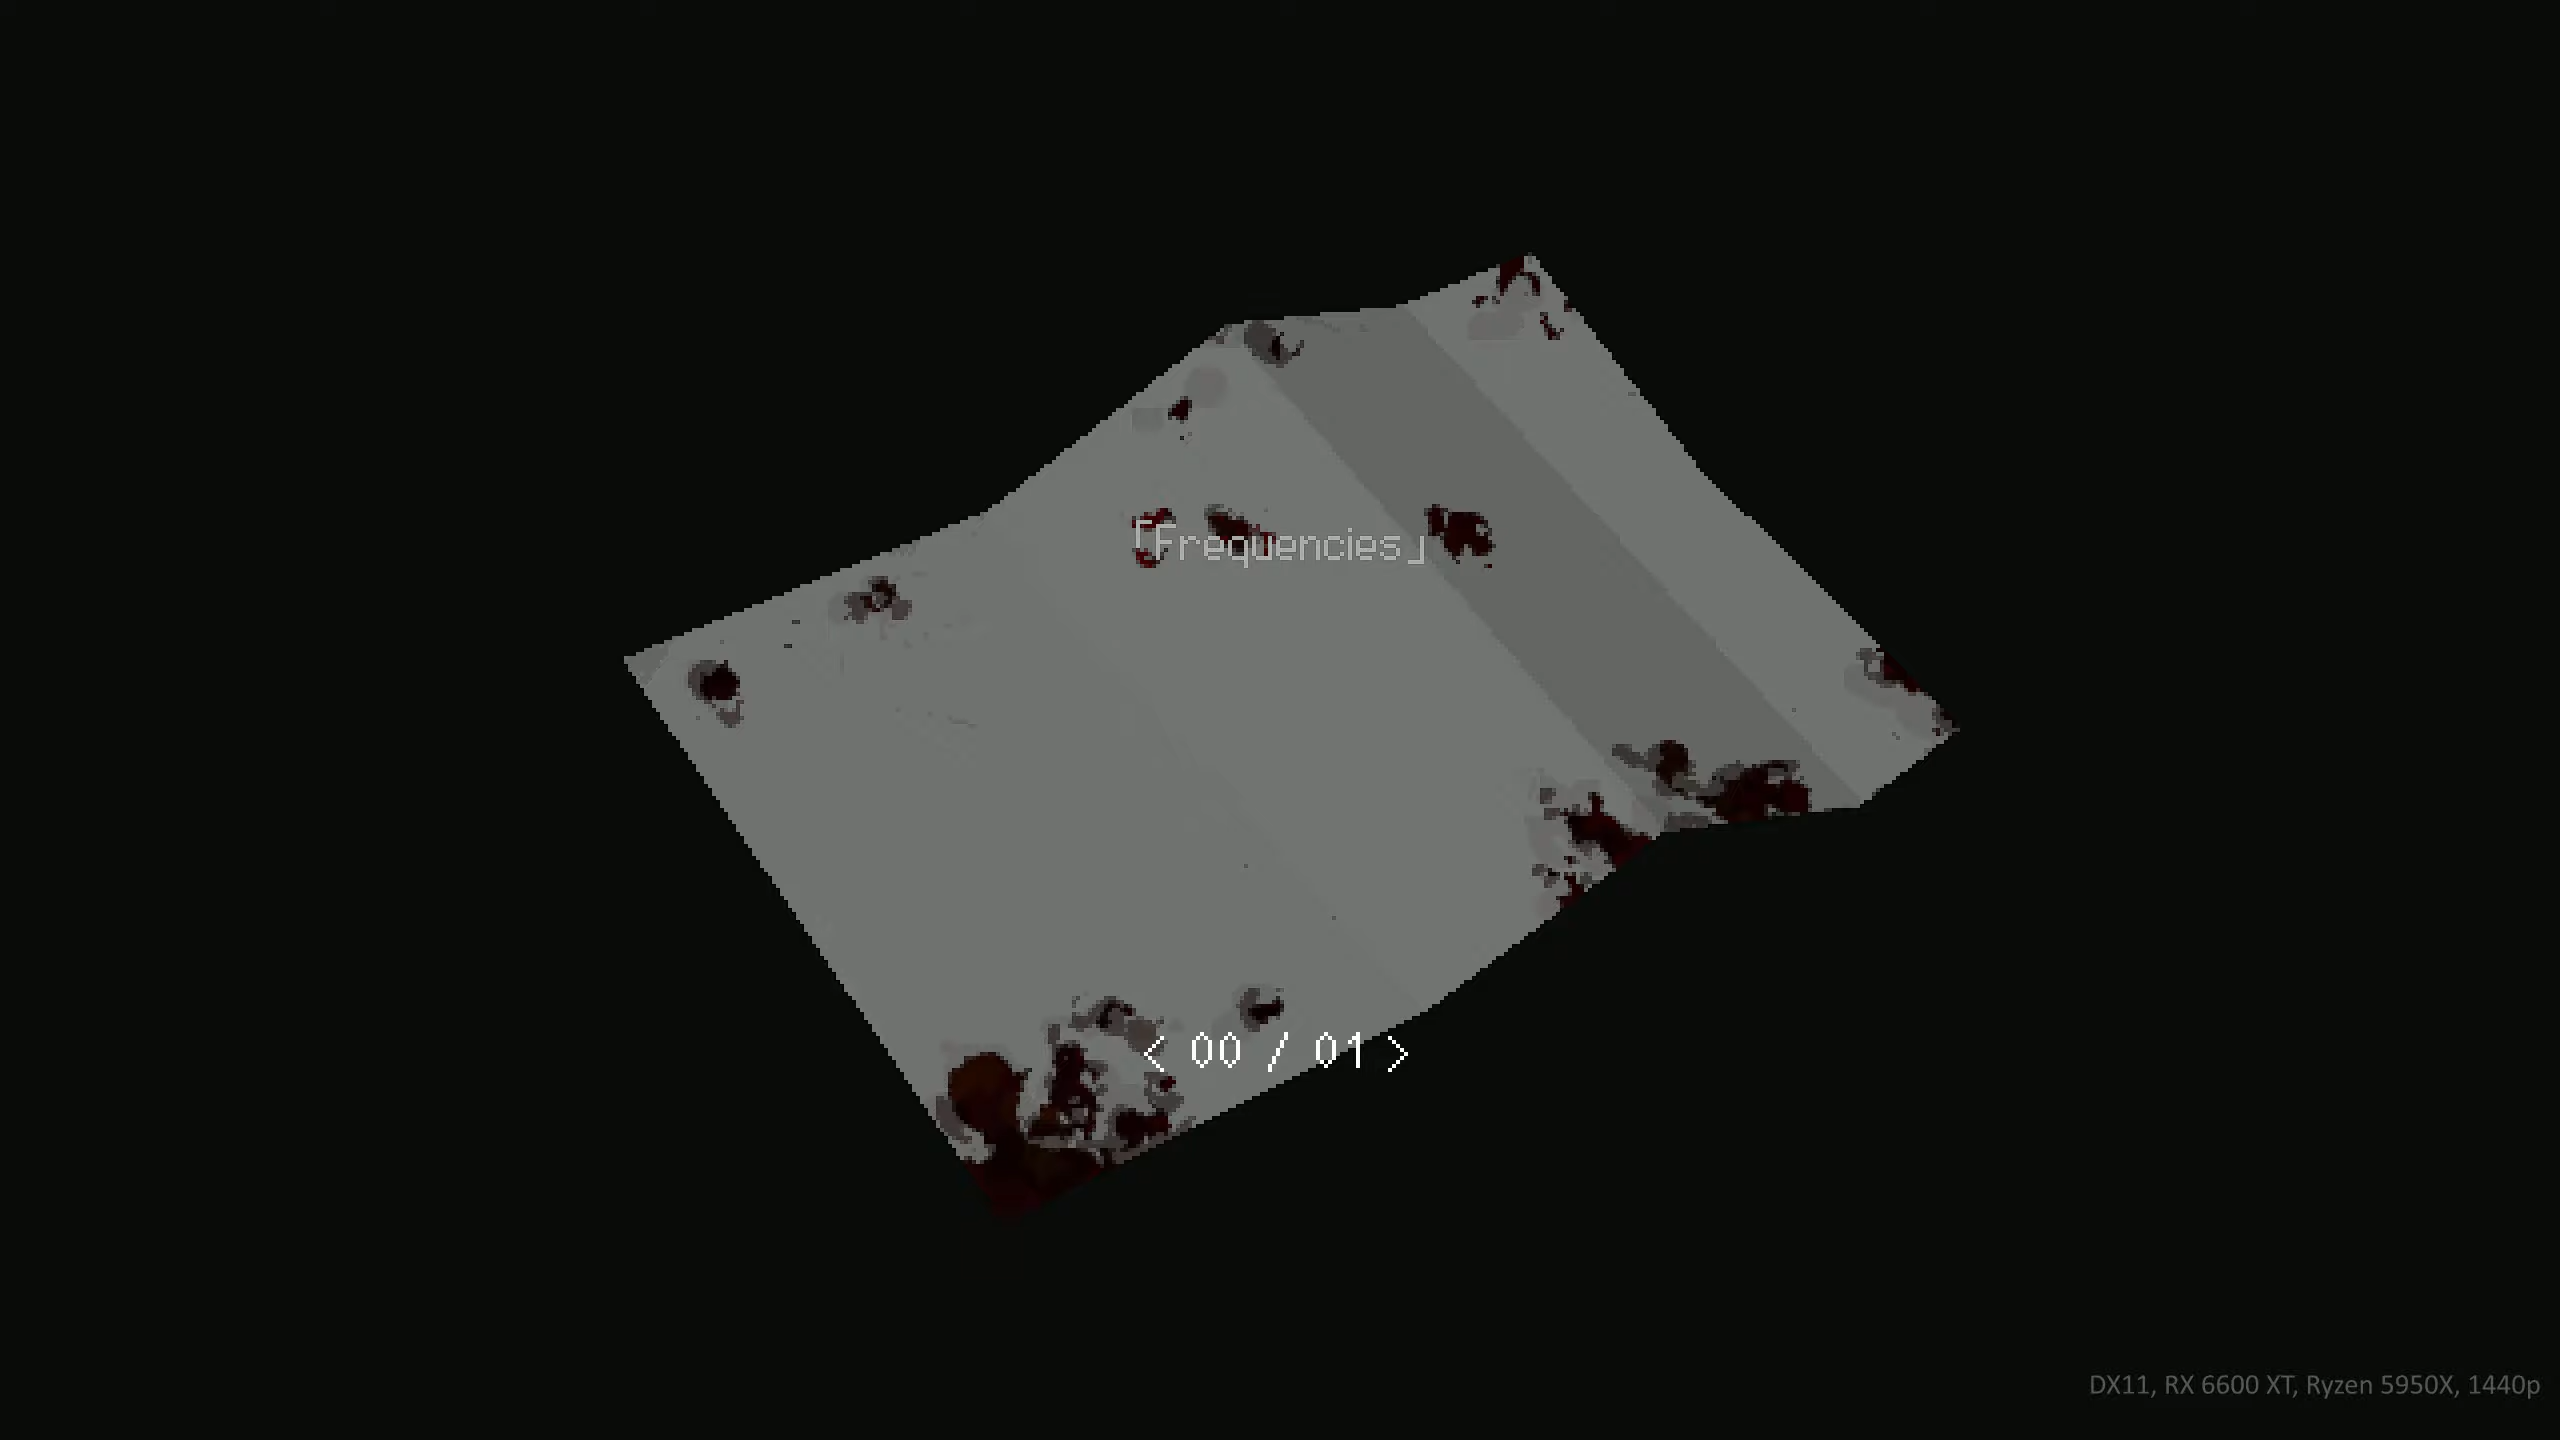 「Frequencies」
< 00 / 01 >
DX11, RX 6600 XT, Ryzen 5950X, 1440p